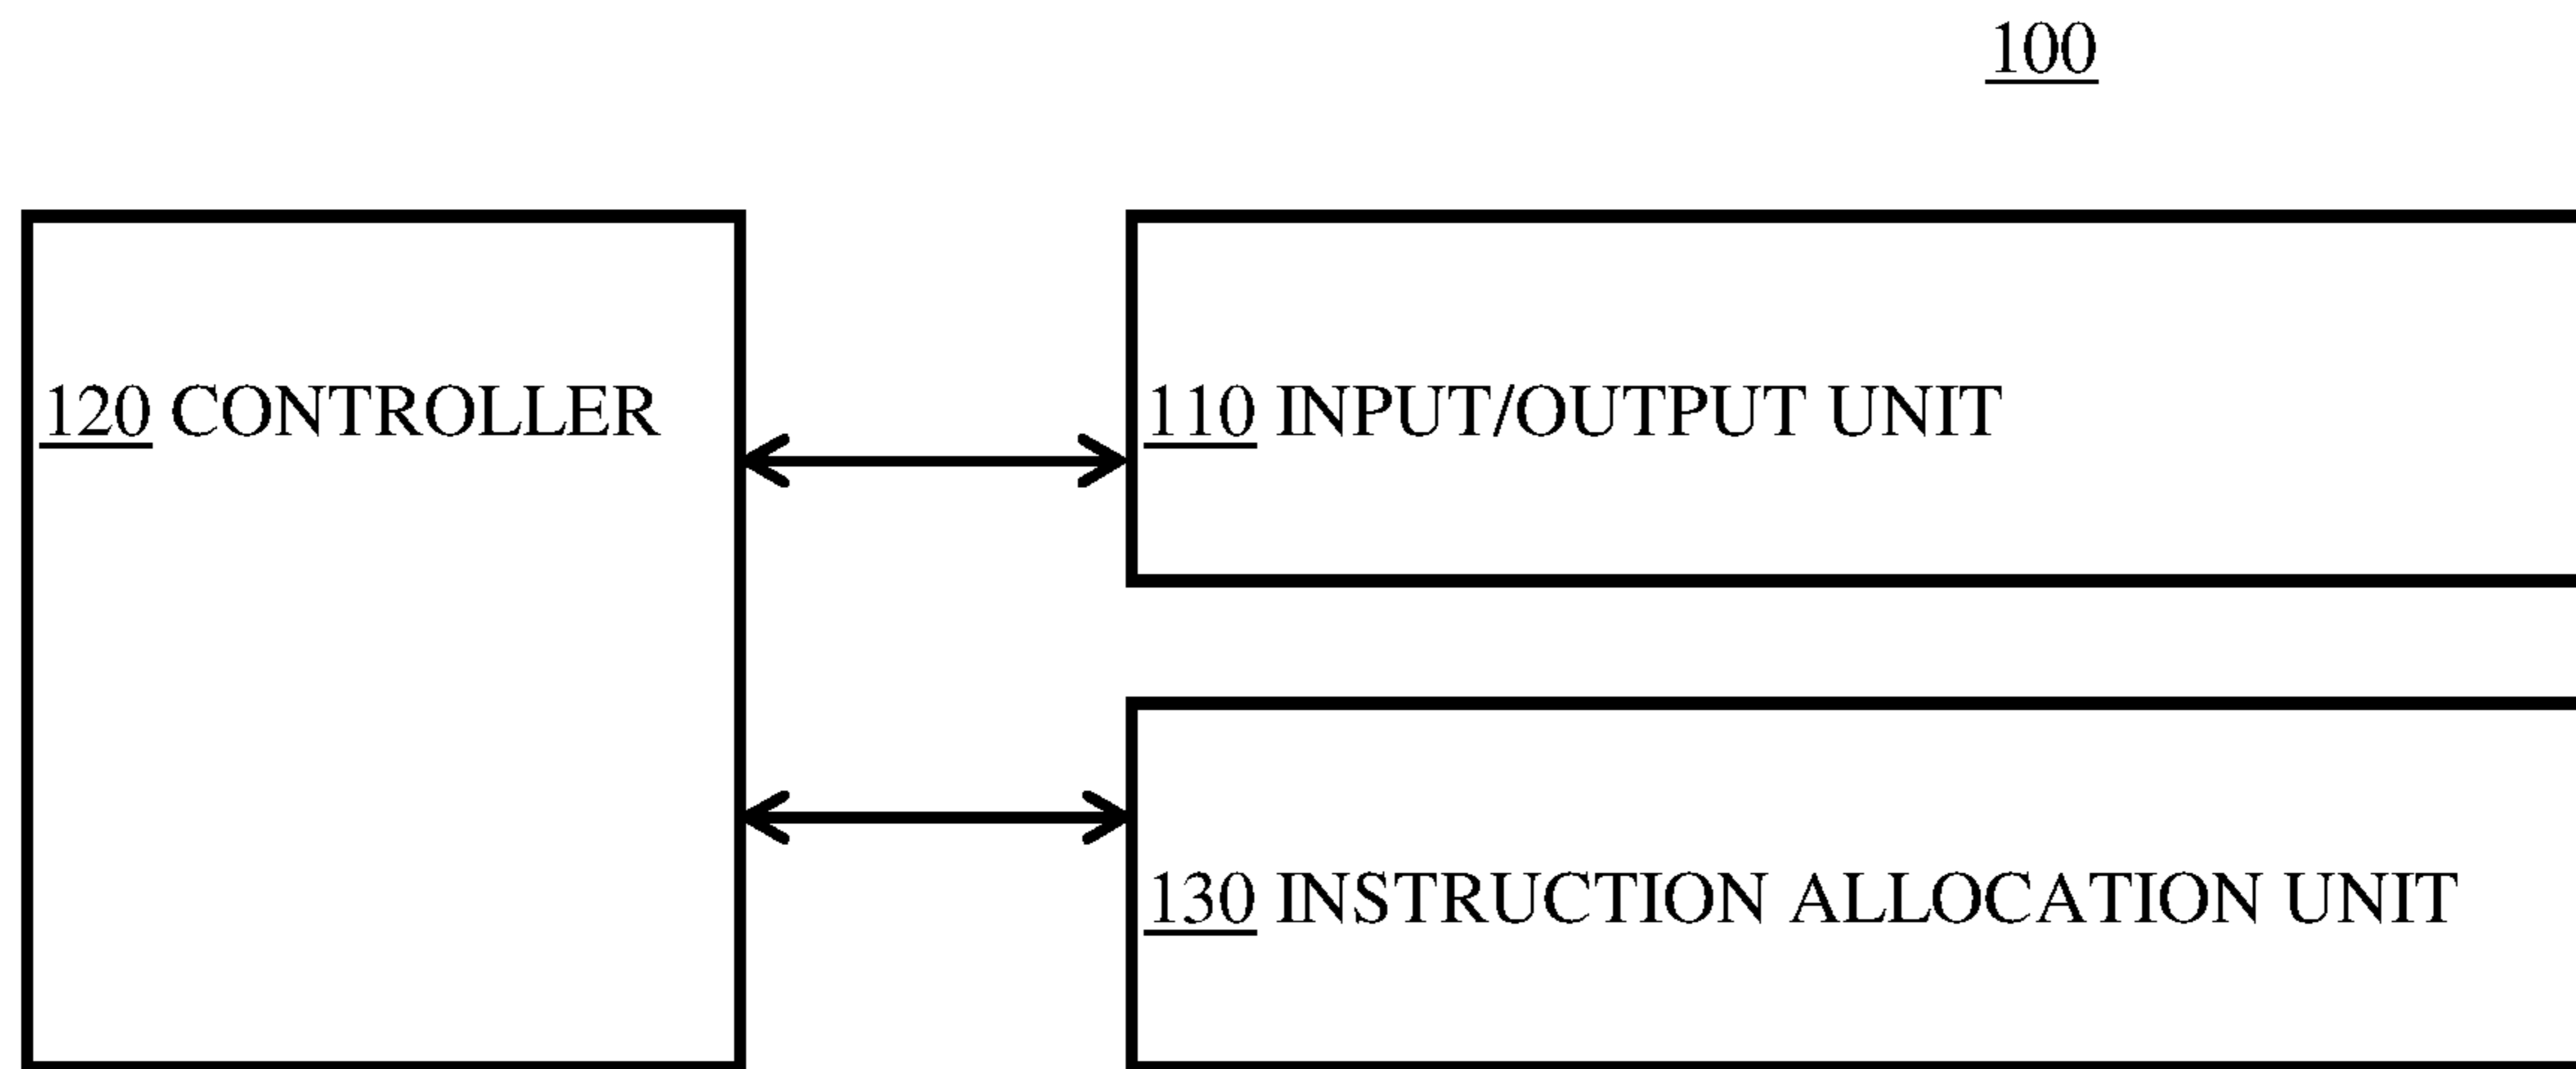 100
120 CONTROLLER
110 INPUT/OUTPUT UNIT
130 INSTRUCTION ALLOCATION UNIT